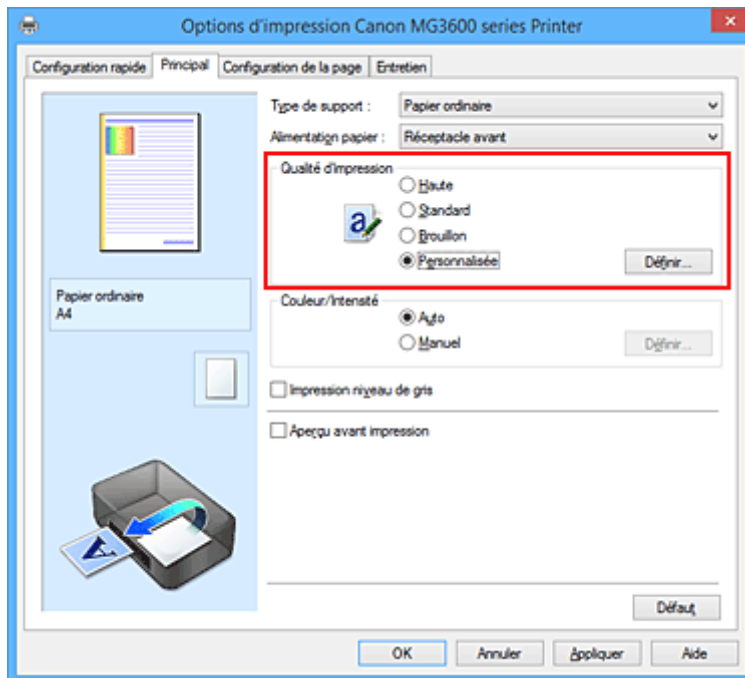 Options d'impression Canon MG3600 series Printer
Configuration rapide Principal Configuration de la page Entretien
Type de support : Papier ordinaire
Alimentation papier : Réceptacle avant
Qualité d'impression
Haute
Standard
Brouillon
Personnalisée Définir...
Papier ordinaire
A4
Couleur/Intensité
Auto
Manuel Définir...
Impression niveau de gris
Aperçu avant impression
A
a
Défaut
OK Annuler Appliquer Aide